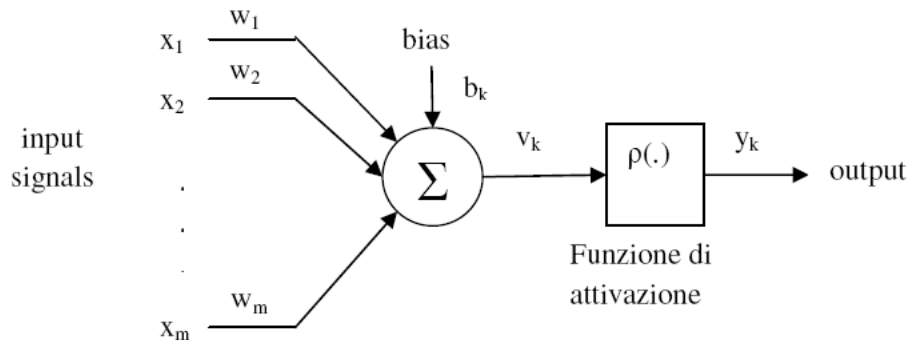 w₁
x₁
bias
w₂
bₖ
x₂
input
signals
Σ
vₖ
ρ(.)
yₖ
output
Funzione di
attivazione
wₘ
xₘ